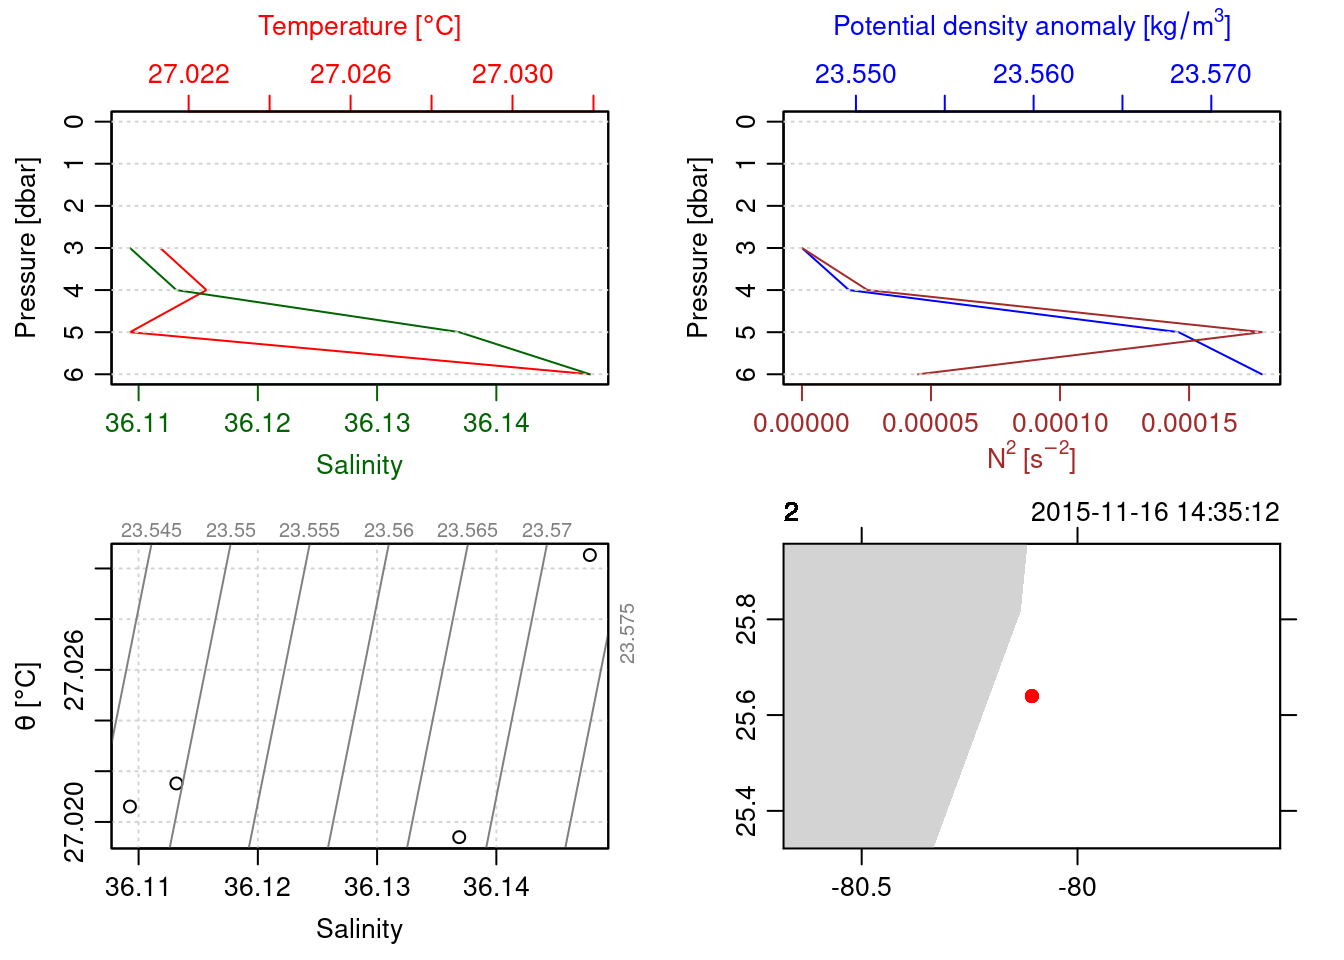 Temperature [°C]
27.022 27.026 27.030
Pressure [dbar]
0
1
2
3
4
5
6
36.11 36.12 36.13 36.14
Salinity
Potential density anomaly [kg/m³]
23.550 23.560 23.570
Pressure [dbar]
0
1
2
3
4
5
6
0.00000 0.00005 0.00010 0.00015
N² [s⁻²]
23.545 23.55 23.555 23.56 23.565 23.57
23.575
θ [°C]
27.026
27.020
36.11 36.12 36.13 36.14
Salinity
2 2015-11-16 14:35:12
25.8
25.6
25.4
-80.5 -80